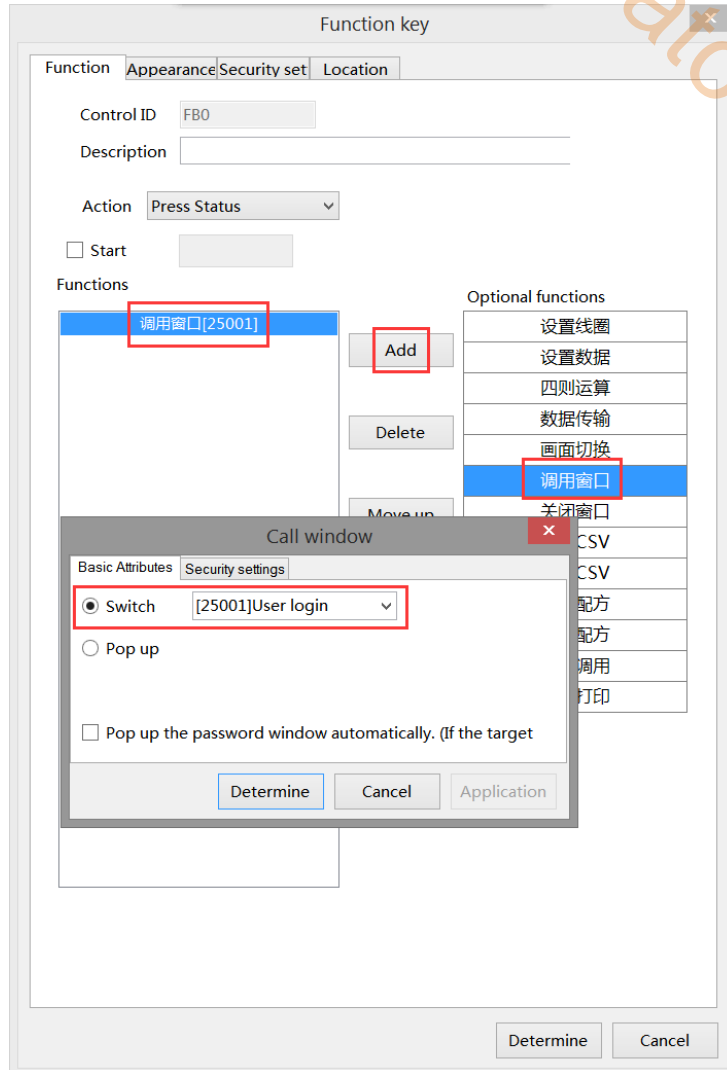 Function key
Function Appearance Security set Location
Control ID FB0
Description
Action Press Status
Start
Functions
Optional functions
调用窗口[25001]
设置线圈
Add
设置数据
四则运算
数据传输
Delete
画面切换
调用窗口
Move up
关闭窗口
Call window
CSV
Basic Attributes Security settings
CSV
Switch [25001]User login
配方
配方
Pop up
调用
打印
Pop up the password window automatically. (If the target
Determine Cancel Application
Determine Cancel